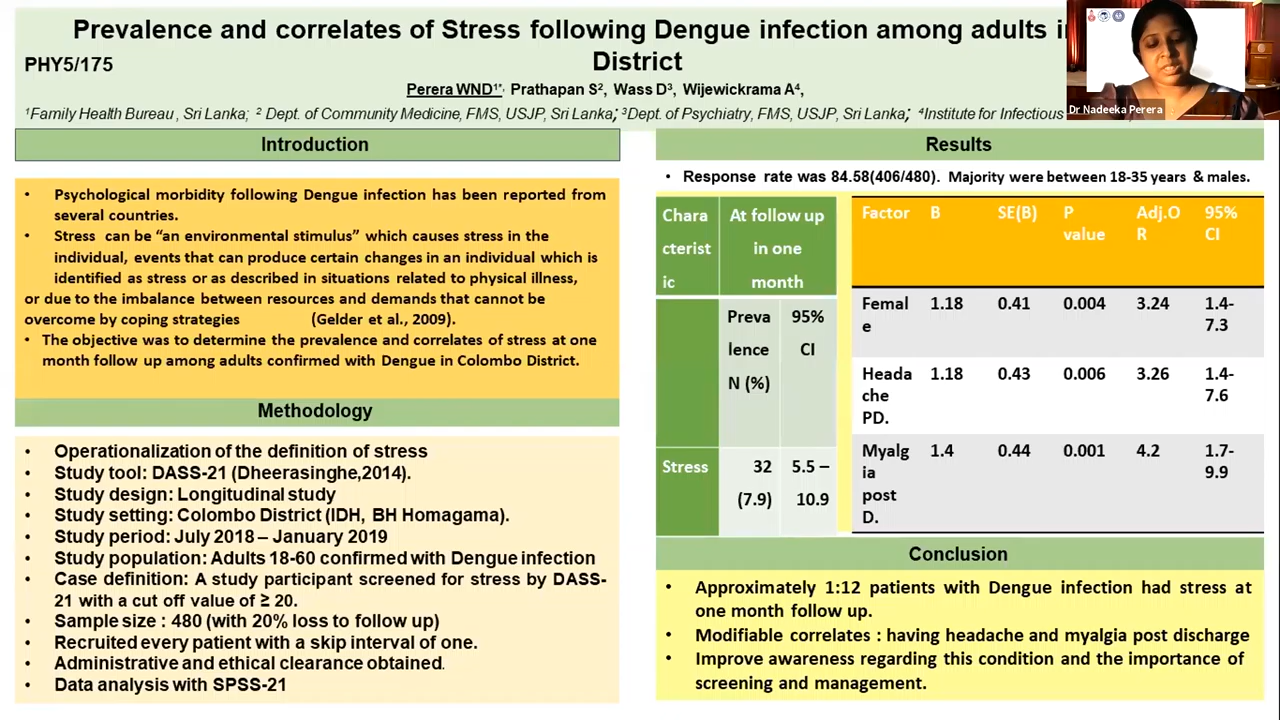 Prevalence and correlates of Stress following Dengue infection among adults
District
PHY5/175
Perera WND1*, Prathapan S2, Wass D3, Wijewickrama A4,
1Family Health Bureau , Sri Lanka; 2 Dept. of Community Medicine, FMS, USJP, Sri Lanka; 3Dept. of Psychiatry, FMS, USJP, Sri Lanka; 4Institute for Infectious
Dr Nadeeka Perera
Introduction
• Psychological morbidity following Dengue infection has been reported from
several countries.
• Stress can be “an environmental stimulus” which causes stress in the
individual, events that can produce certain changes in an individual which is
identified as stress or as described in situations related to physical illness,
or due to the imbalance between resources and demands that cannot be
overcome by coping strategies (Gelder et al., 2009).
• The objective was to determine the prevalence and correlates of stress at one
month follow up among adults confirmed with Dengue in Colombo District.
Methodology
• Operationalization of the definition of stress
• Study tool: DASS-21 (Dheerasinghe,2014).
• Study design: Longitudinal study
• Study setting: Colombo District (IDH, BH Homagama).
• Study period: July 2018 – January 2019
• Study population: Adults 18-60 confirmed with Dengue infection
• Case definition: A study participant screened for stress by DASS-
21 with a cut off value of ≥ 20.
• Sample size : 480 (with 20% loss to follow up)
• Recruited every patient with a skip interval of one.
• Administrative and ethical clearance obtained.
• Data analysis with SPSS-21
Results
• Response rate was 84.58(406/480). Majority were between 18-35 years & males.
Chara At follow up
cterist in one
ic month
Preva 95%
lence CI
N (%)
Stress 32 5.5 –
(7.9) 10.9
Factor B SE(B) P Adj.O 95%
value R CI
Femal 1.18 0.41 0.004 3.24 1.4-
e 7.3
Heada 1.18 0.43 0.006 3.26 1.4-
che 7.6
PD.
Myalg 1.4 0.44 0.001 4.2 1.7-
ia 9.9
post
D.
Conclusion
• Approximately 1:12 patients with Dengue infection had stress at
one month follow up.
• Modifiable correlates : having headache and myalgia post discharge
• Improve awareness regarding this condition and the importance of
screening and management.